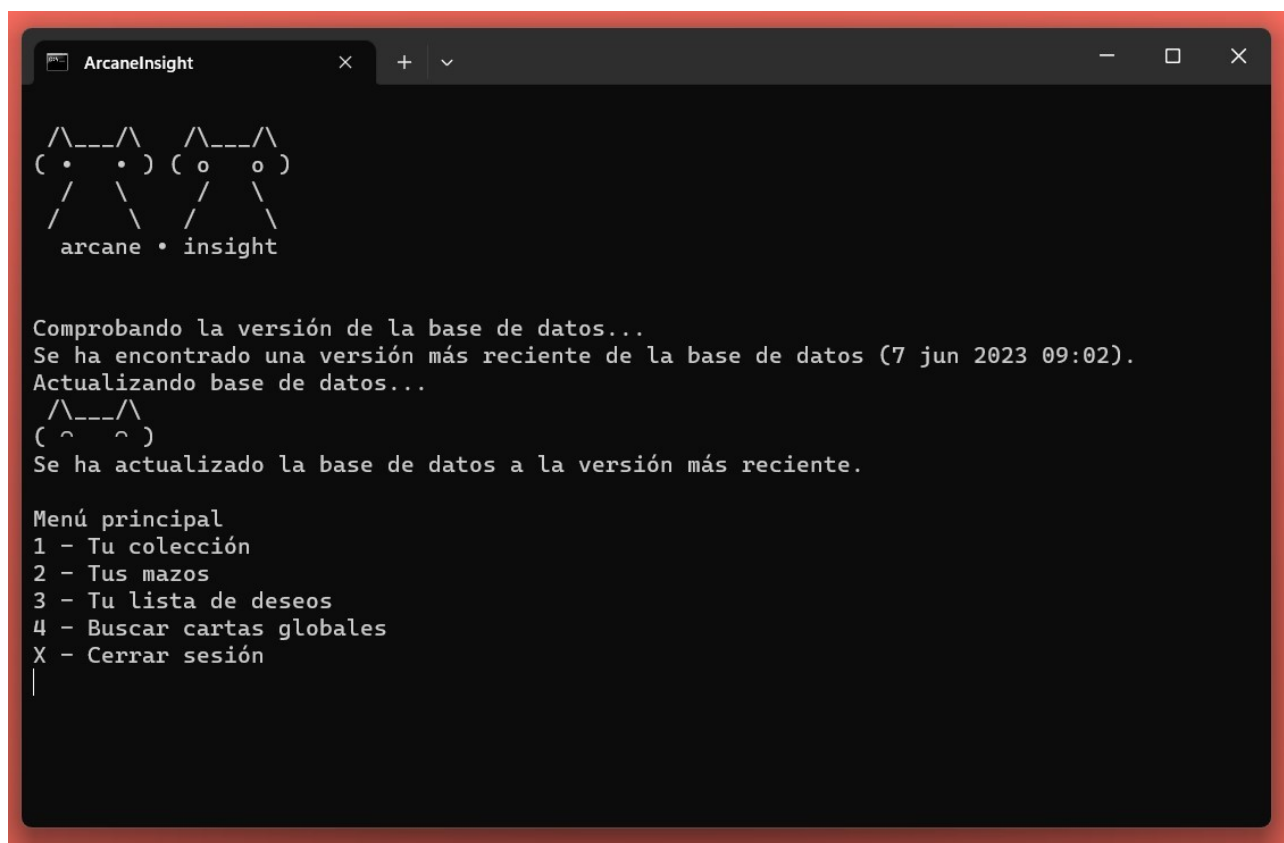 ArcaneInsight
 /\___/\   /\___/\
( •   • ) ( o   o )
  /   \     /   \
 /     \   /     \
  arcane • insight
Comprobando la versión de la base de datos...
Se ha encontrado una versión más reciente de la base de datos (7 jun 2023 09:02).
Actualizando base de datos...
 /\___/\
( ᵔ   ᵔ )
Se ha actualizado la base de datos a la versión más reciente.
Menú principal
1 - Tu colección
2 - Tus mazos
3 - Tu lista de deseos
4 - Buscar cartas globales
X - Cerrar sesión